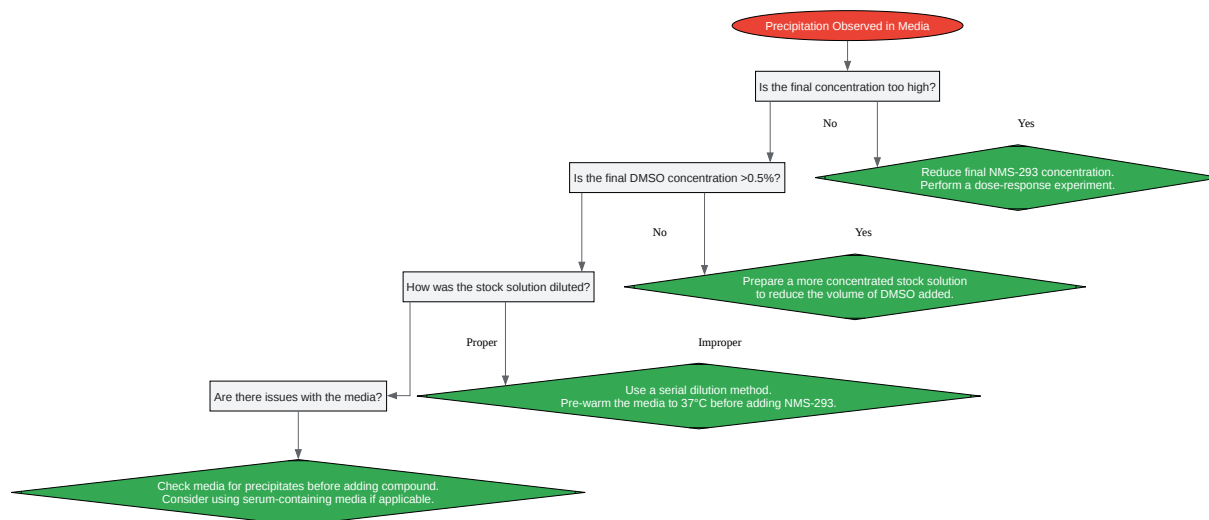 Precipitation Observed in Media
Is the final concentration too high?
No
Yes
Reduce final NMS-293 concentration.
Perform a dose-response experiment.
Is the final DMSO concentration >0.5%?
No
Yes
Prepare a more concentrated stock solution
to reduce the volume of DMSO added.
How was the stock solution diluted?
Proper
Improper
Use a serial dilution method.
Pre-warm the media to 37°C before adding NMS-293.
Are there issues with the media?
Check media for precipitates before adding compound.
Consider using serum-containing media if applicable.